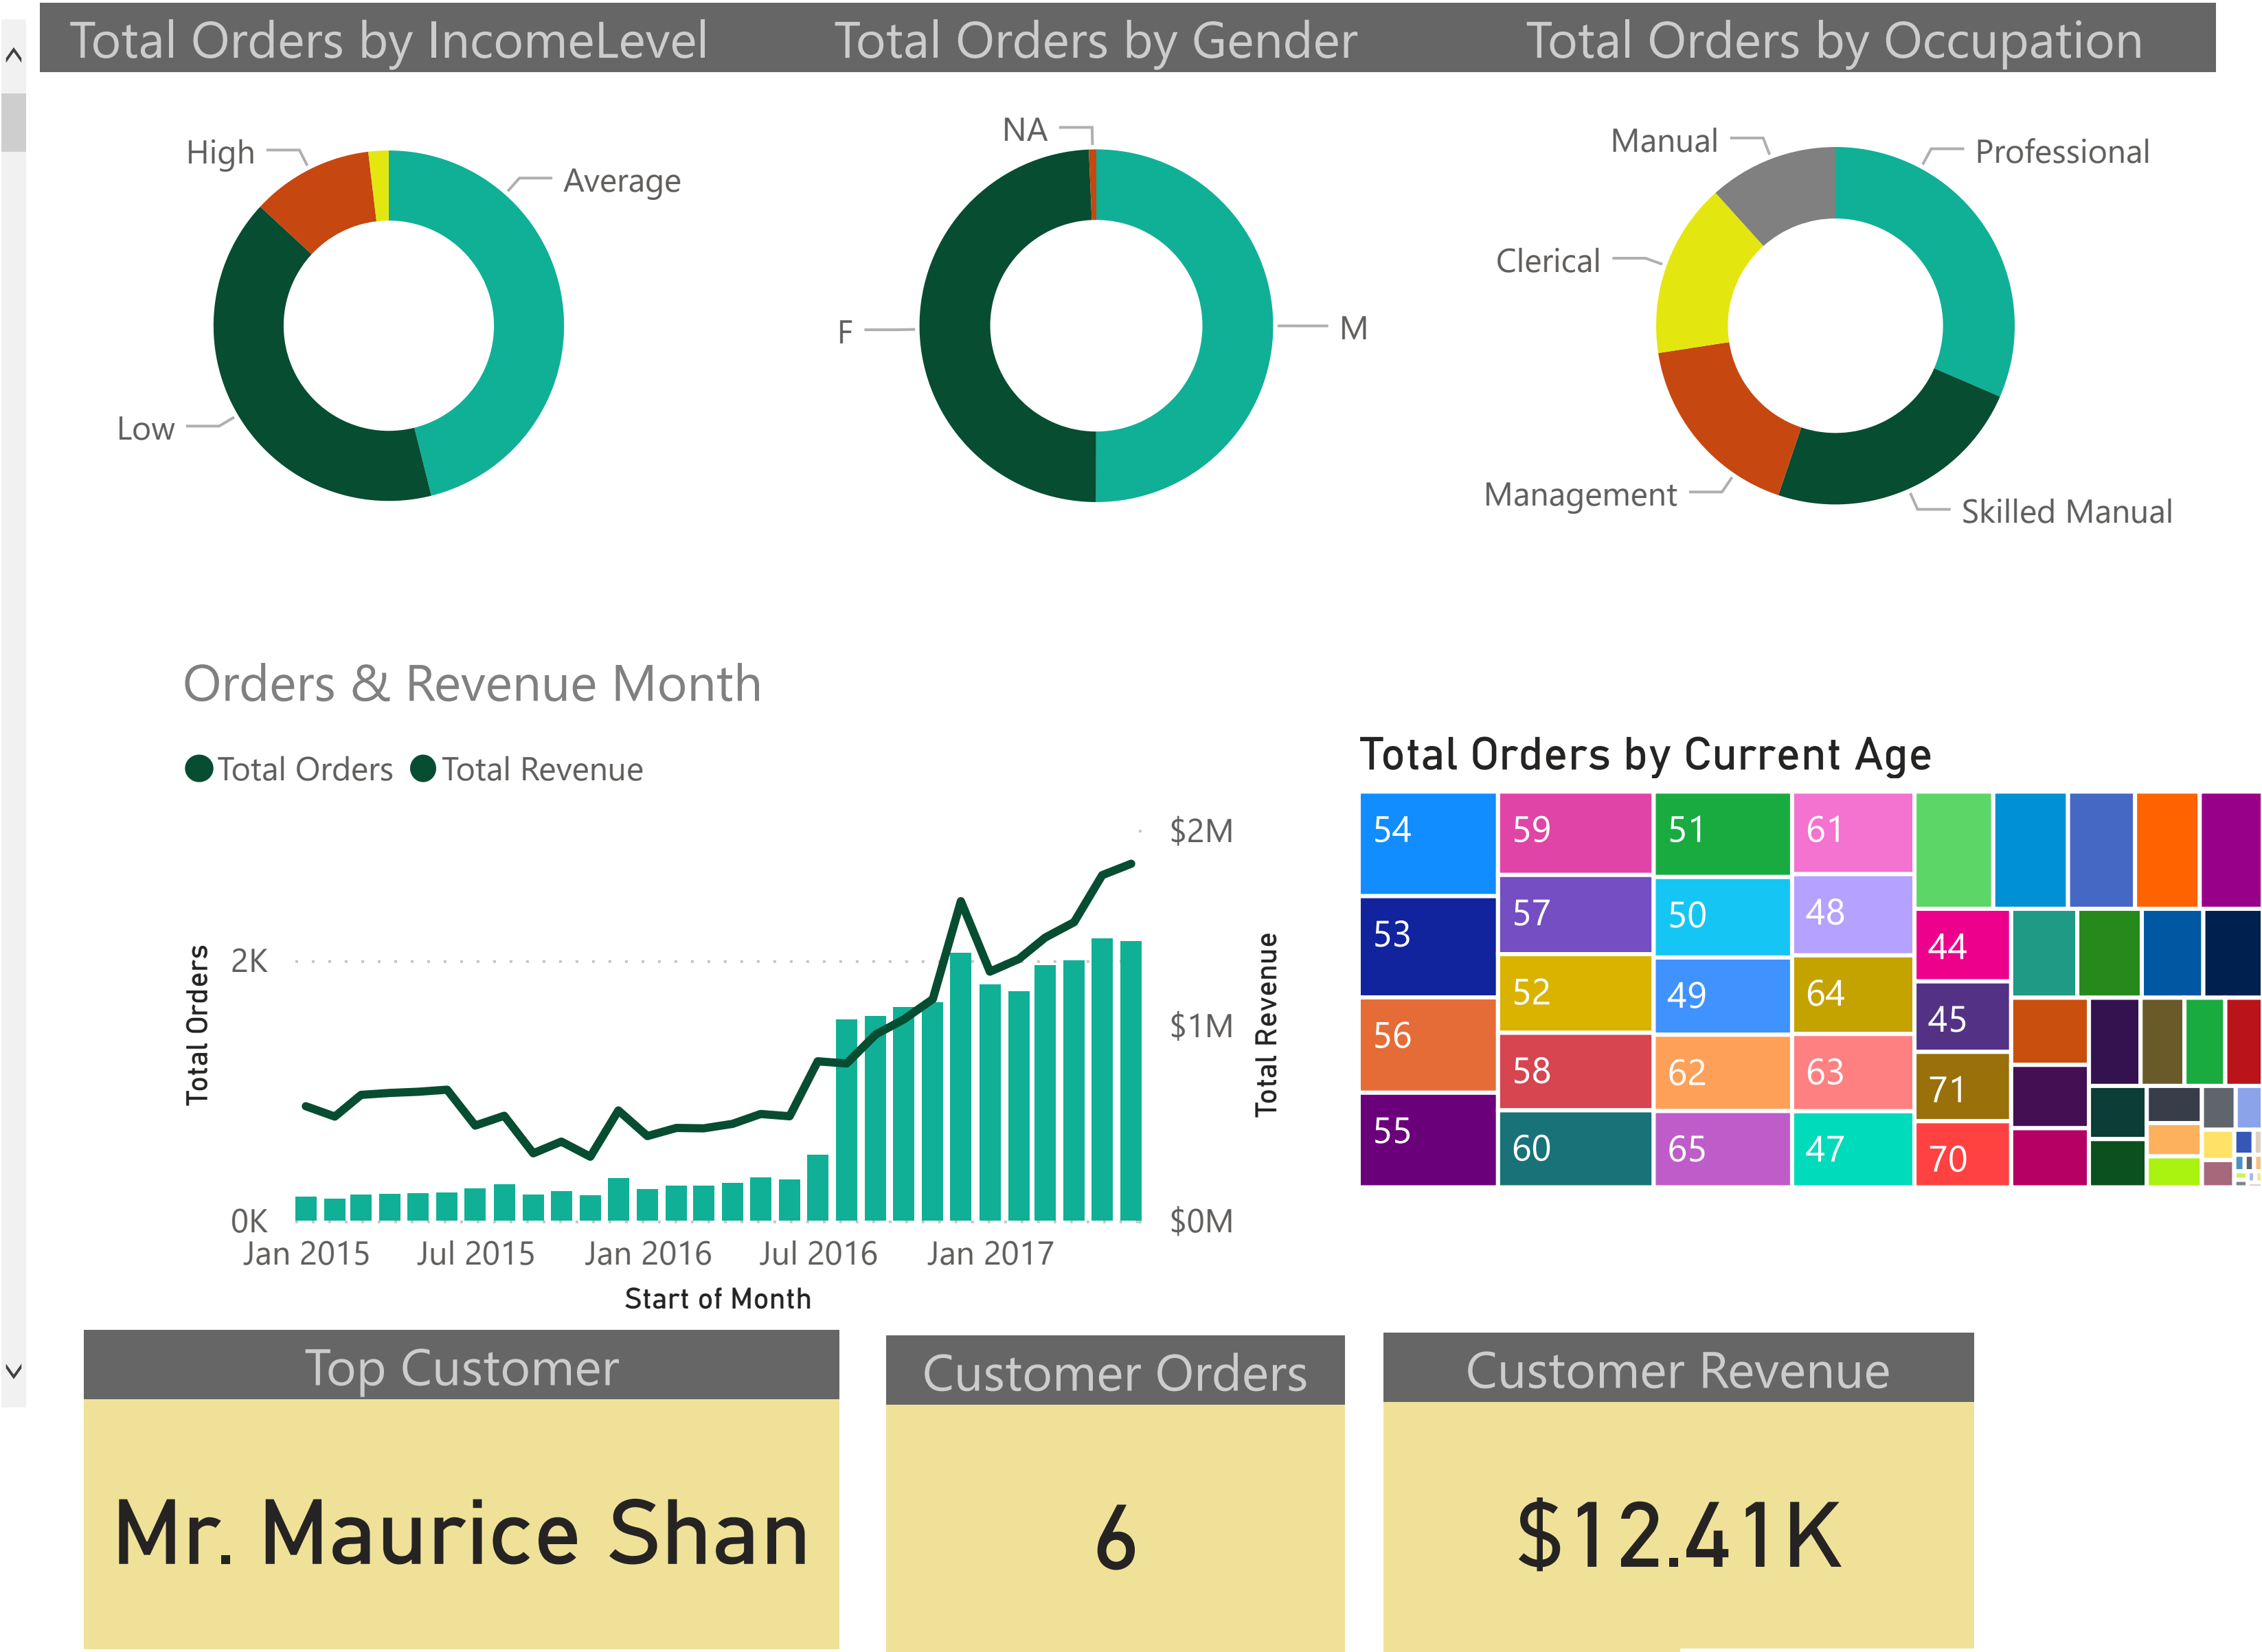 Total Orders by IncomeLevel
Total Orders by Gender
Total Orders by Occupation
High
Average
Low
NA
F
M
Manual
Professional
Clerical
Management
Skilled Manual
Orders & Revenue Month
Total Orders
Total Revenue
Total Orders
2K
0K
$2M
$1M
$0M
Total Revenue
Jan 2015
Jul 2015
Jan 2016
Jul 2016
Jan 2017
Start of Month
Total Orders by Current Age
54
59
51
61
53
57
50
48
44
56
52
49
64
45
55
58
62
63
71
60
65
47
70
Top Customer
Mr. Maurice Shan
Customer Orders
6
Customer Revenue
$12.41K